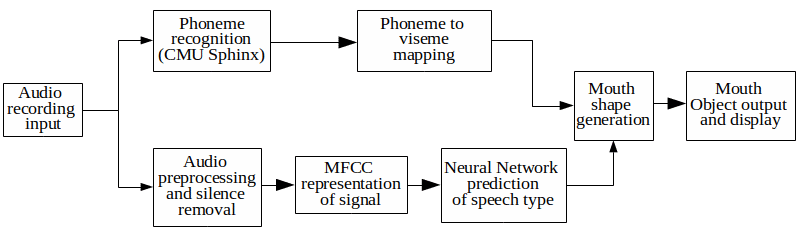 Audio
recording
input
Phoneme
recognition
(CMU Sphinx)
Phoneme to
viseme
mapping
Audio
preprocessing
and silence
removal
MFCC
representation
of signal
Neural Network
prediction
of speech type
Mouth
shape
generation
Mouth
Object output
and display